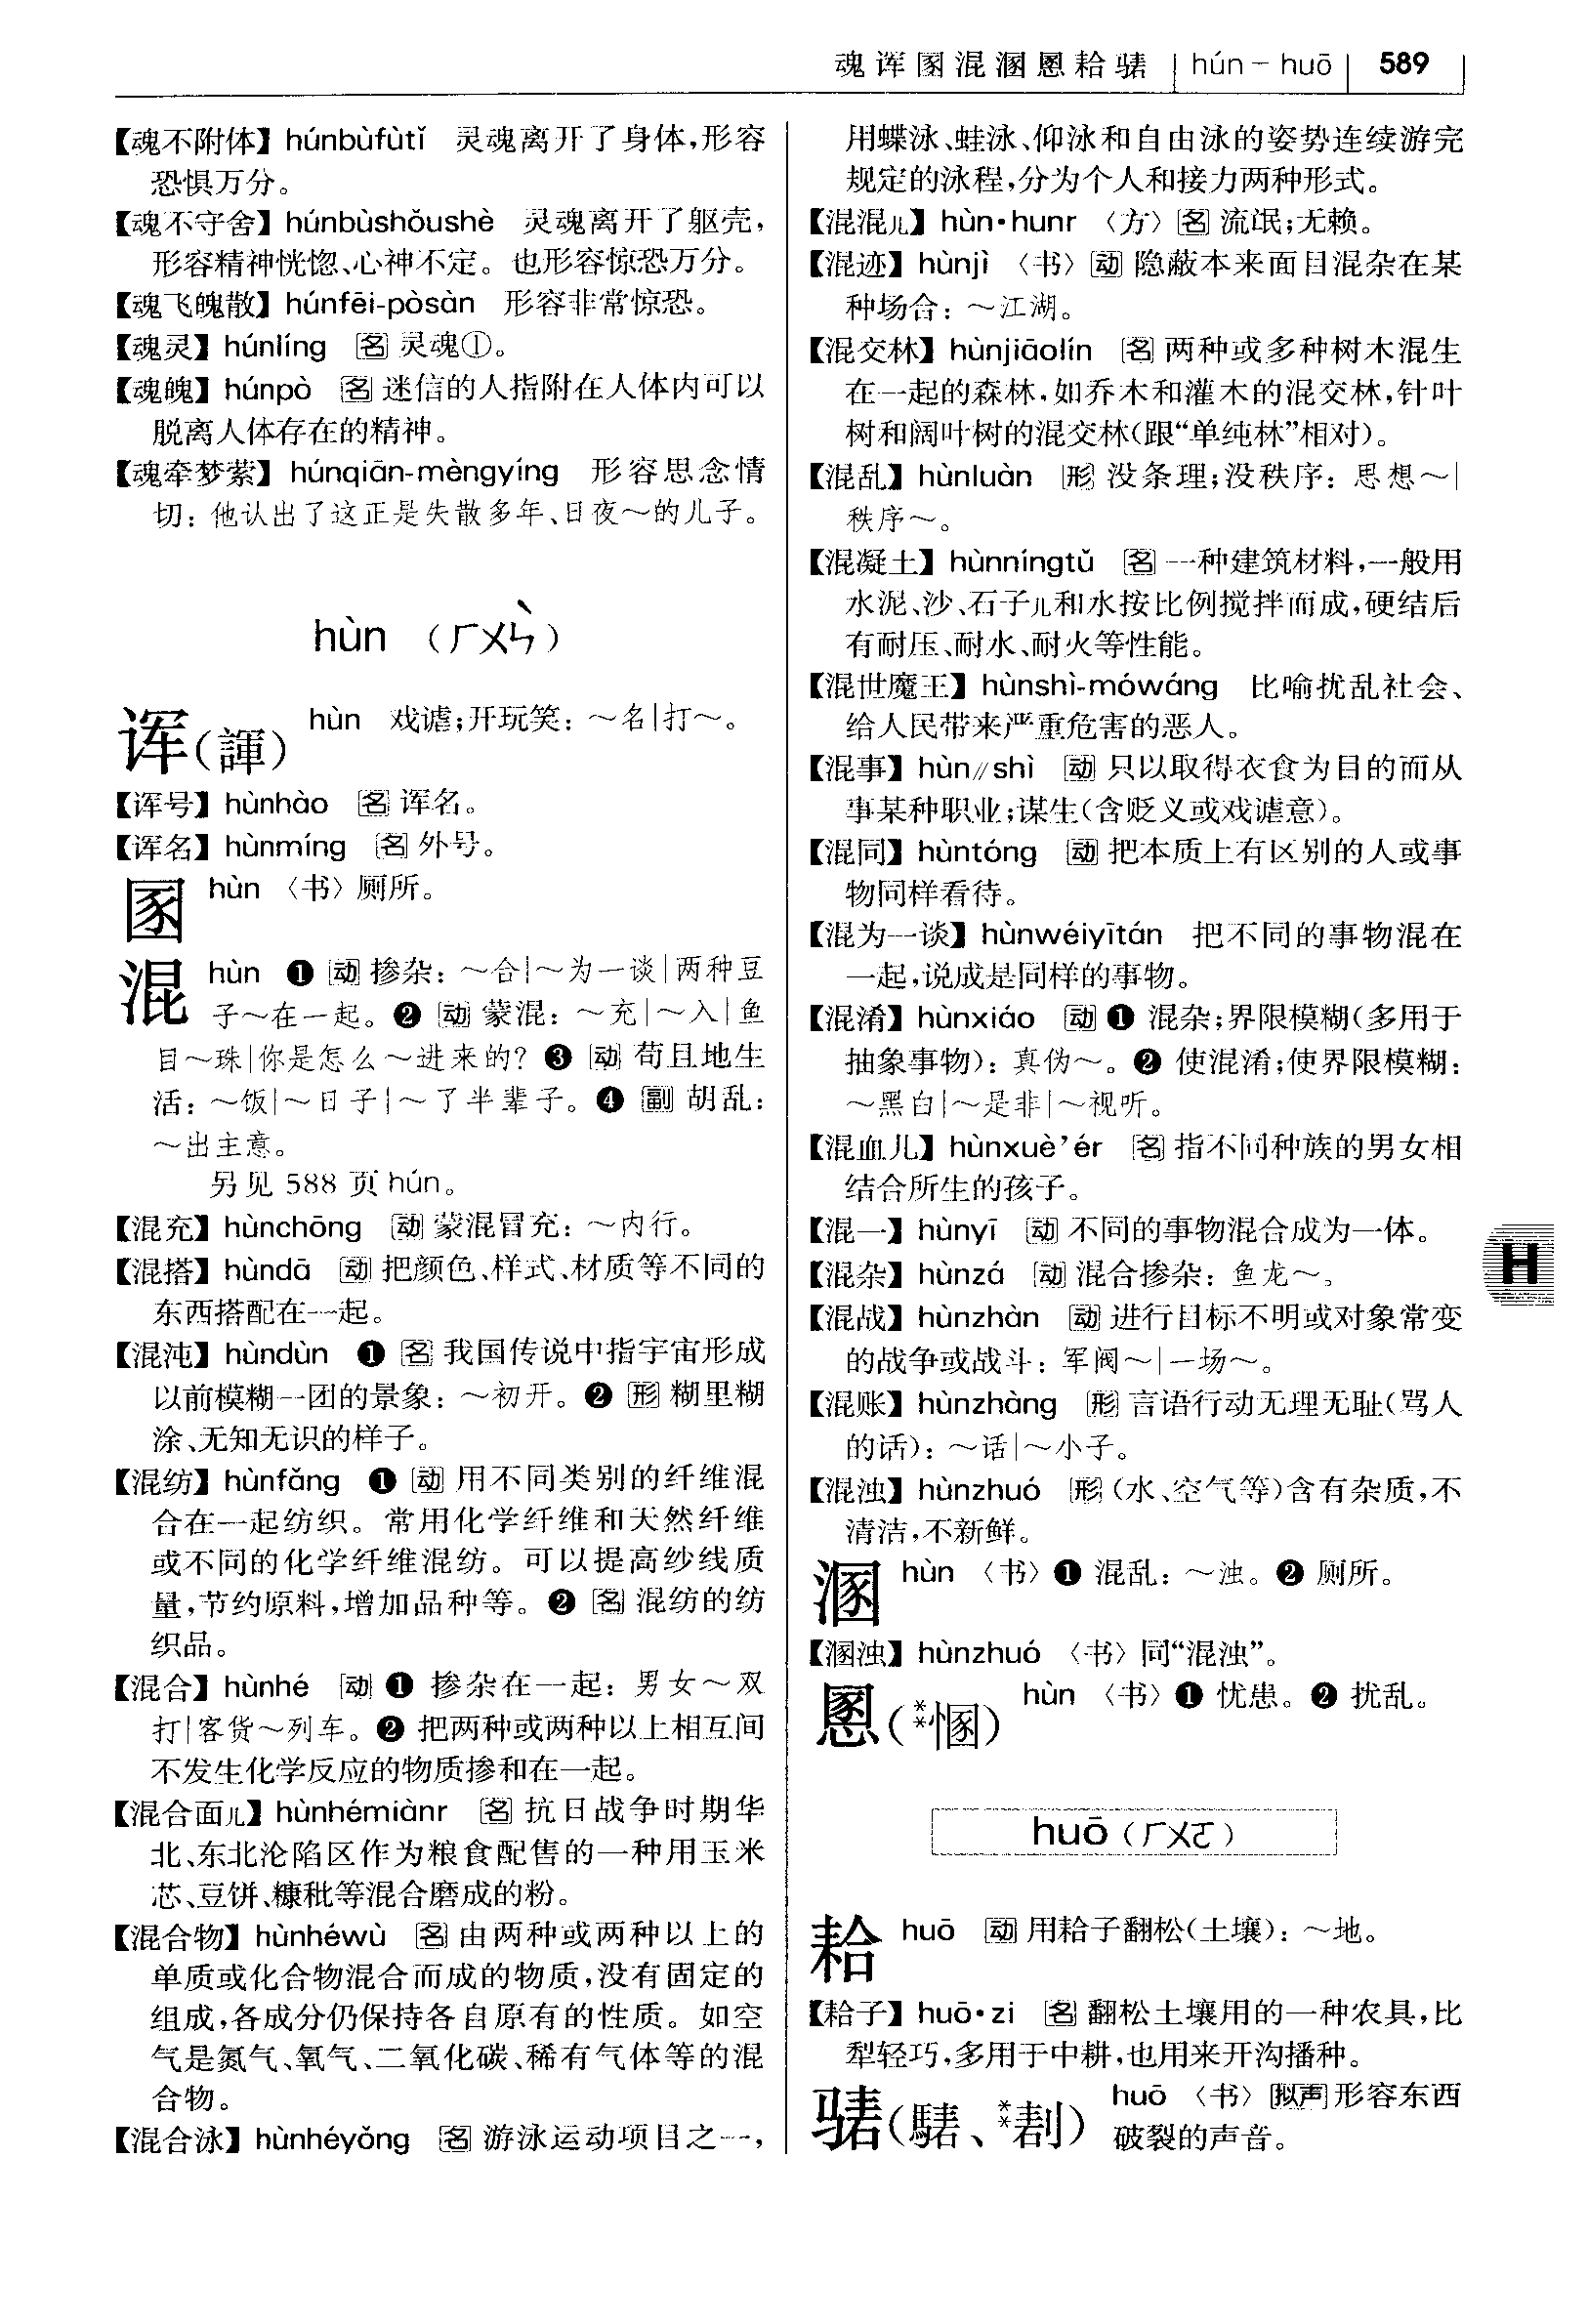 魂诨圂混溷慁耠騞 hún－huō 589
【魂不附体】húnbùfùtǐ 灵魂离开了身体,形容
恐惧万分。
【魂不守舍】húnbùshǒushè 灵魂离开了躯壳,
形容精神恍惚、心神不定。也形容惊恐万分。
【魂飞魄散】húnfēi-pòsàn 形容非常惊恐。
【魂灵】húnlíng 名 灵魂①。
【魂魄】húnpò 名 迷信的人指附在人体内可以
脱离人体存在的精神。
【魂牵梦萦】húnqiān-mèngyíng 形容思念情
切：他认出了这正是失散多年、日夜～的儿子。
hùn （ㄏㄨㄣˋ）
诨(諢) hùn 戏谑;开玩笑：～名|打～。
【诨号】hùnhào 名 诨名。
【诨名】hùnmíng 名 外号。
圂 hùn 〈书〉厕所。
混 hùn ❶ 动 掺杂：～合|～为一谈|两种豆
子～在一起。❷ 动 蒙混：～充|～入|鱼
目～珠|你是怎么～进来的? ❸ 动 苟且地生
活：～饭|～日子|～了半辈子。❹ 副 胡乱：
～出主意。
另见 588 页 hún。
【混充】hùnchōng 动 蒙混冒充：～内行。
【混搭】hùndā 动 把颜色、样式、材质等不同的
东西搭配在一起。
【混沌】hùndùn ❶ 名 我国传说中指宇宙形成
以前模糊一团的景象：～初开。❷ 形 糊里糊
涂、无知无识的样子。
【混纺】hùnfǎng ❶ 动 用不同类别的纤维混
合在一起纺织。常用化学纤维和天然纤维
或不同的化学纤维混纺。可以提高纱线质
量,节约原料,增加品种等。❷ 名 混纺的纺
织品。
【混合】hùnhé 动 ❶ 掺杂在一起：男女～双
打|客货～列车。❷ 把两种或两种以上相互间
不发生化学反应的物质掺和在一起。
【混合面儿】hùnhémiànr 名 抗日战争时期华
北、东北沦陷区作为粮食配售的一种用玉米
芯、豆饼、糠秕等混合磨成的粉。
【混合物】hùnhéwù 名 由两种或两种以上的
单质或化合物混合而成的物质,没有固定的
组成,各成分仍保持各自原有的性质。如空
气是氮气、氧气、二氧化碳、稀有气体等的混
合物。
【混合泳】hùnhéyǒng 名 游泳运动项目之一,
用蝶泳、蛙泳、仰泳和自由泳的姿势连续游完
规定的泳程,分为个人和接力两种形式。
【混混儿】hùn·hunr 〈方〉名 流氓;无赖。
【混迹】hùnjì 〈书〉动 隐蔽本来面目混杂在某
种场合：～江湖。
【混交林】hùnjiāolín 名 两种或多种树木混生
在一起的森林,如乔木和灌木的混交林,针叶
树和阔叶树的混交林(跟“单纯林”相对)。
【混乱】hùnluàn 形 没条理;没秩序：思想～|
秩序～。
【混凝土】hùnníngtǔ 名 一种建筑材料,一般用
水泥、沙、石子儿和水按比例搅拌而成,硬结后
有耐压、耐水、耐火等性能。
【混世魔王】hùnshì-mówáng 比喻扰乱社会、
给人民带来严重危害的恶人。
【混事】hùn//shì 动 只以取得衣食为目的而从
事某种职业;谋生(含贬义或戏谑意)。
【混同】hùntóng 动 把本质上有区别的人或事
物同样看待。
【混为一谈】hùnwéiyītán 把不同的事物混在
一起,说成是同样的事物。
【混淆】hùnxiáo 动 ❶ 混杂;界限模糊(多用于
抽象事物)：真伪～。❷ 使混淆;使界限模糊：
～黑白|～是非|～视听。
【混血儿】hùnxuè’ér 名 指不同种族的男女相
结合所生的孩子。
【混一】hùnyī 动 不同的事物混合成为一体。
【混杂】hùnzá 动 混合掺杂：鱼龙～。
【混战】hùnzhàn 动 进行目标不明或对象常变
的战争或战斗：军阀～|一场～。
【混账】hùnzhàng 形 言语行动无理无耻(骂人
的话)：～话|～小子。
【混浊】hùnzhuó 形 (水、空气等)含有杂质,不
清洁,不新鲜。
溷 hùn 〈书〉❶ 混乱：～浊。❷ 厕所。
【溷浊】hùnzhuó 〈书〉同“混浊”。
慁(**惃) hùn 〈书〉❶ 忧患。❷ 扰乱。
huō（ㄏㄨㄛ）
耠 huō 动 用耠子翻松(土壤)：～地。
【耠子】huō·zi 名 翻松土壤用的一种农具,比
犁轻巧,多用于中耕,也用来开沟播种。
骣(騞、**剨) huō 〈书〉拟声 形容东西
破裂的声音。
H